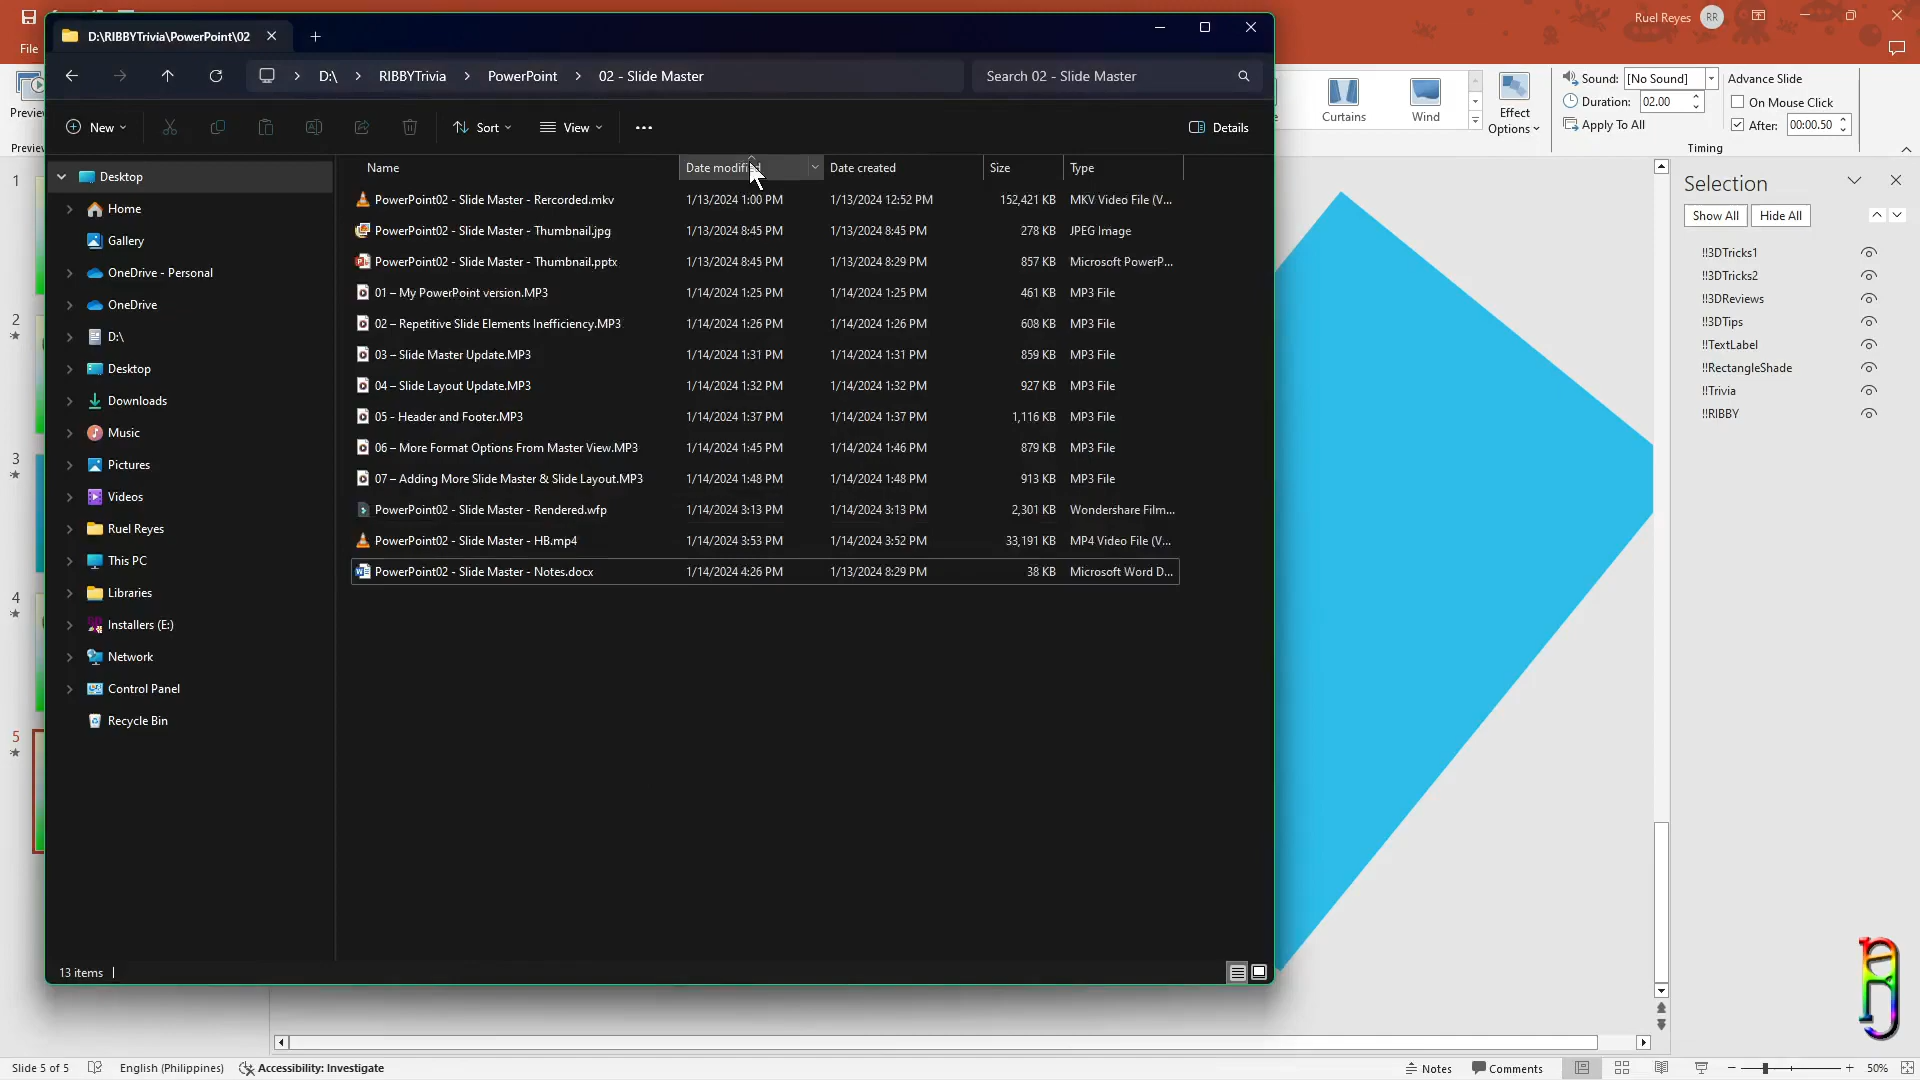 D:\RIBBYTrivia\PowerPoint\02
D:\ RIBBYTrivia PowerPoint 02 - Slide Master
Search 02 - Slide Master
New
Sort
View
Details
Desktop
Home
Gallery
OneDrive - Personal
OneDrive
D:\
Desktop
Downloads
Music
Pictures
Videos
Ruel Reyes
This PC
Libraries
Installers (E:)
Network
Control Panel
Recycle Bin
Name Date modified Date created Size Type
PowerPoint02 - Slide Master - Rercorded.mkv 1/13/2024 1:00 PM 1/13/2024 12:52 PM 152,421 KB MKV Video File (V...
PowerPoint02 - Slide Master - Thumbnail.jpg 1/13/2024 8:45 PM 1/13/2024 8:45 PM 278 KB JPEG Image
PowerPoint02 - Slide Master - Thumbnail.pptx 1/13/2024 8:45 PM 1/13/2024 8:29 PM 857 KB Microsoft PowerP...
01 – My PowerPoint version.MP3 1/14/2024 1:25 PM 1/14/2024 1:25 PM 461 KB MP3 File
02 – Repetitive Slide Elements Inefficiency.MP3 1/14/2024 1:26 PM 1/14/2024 1:26 PM 608 KB MP3 File
03 – Slide Master Update.MP3 1/14/2024 1:31 PM 1/14/2024 1:31 PM 859 KB MP3 File
04 – Slide Layout Update.MP3 1/14/2024 1:32 PM 1/14/2024 1:32 PM 927 KB MP3 File
05 - Header and Footer.MP3 1/14/2024 1:37 PM 1/14/2024 1:37 PM 1,116 KB MP3 File
06 – More Format Options From Master View.MP3 1/14/2024 1:45 PM 1/14/2024 1:46 PM 879 KB MP3 File
07 – Adding More Slide Master & Slide Layout.MP3 1/14/2024 1:48 PM 1/14/2024 1:48 PM 913 KB MP3 File
PowerPoint02 - Slide Master - Rendered.wfp 1/14/2024 3:13 PM 1/14/2024 3:13 PM 2,301 KB Wondershare Film...
PowerPoint02 - Slide Master - HB.mp4 1/14/2024 3:53 PM 1/14/2024 3:52 PM 33,191 KB MP4 Video File (V...
PowerPoint02 - Slide Master - Notes.docx 1/14/2024 4:26 PM 1/13/2024 8:29 PM 38 KB Microsoft Word D...
13 items
File
Preview
Preview
1
2
3
4
5
Ruel Reyes RR
Curtains
Wind
Effect
Options
Sound: [No Sound]
Duration: 02.00
Apply To All
Advance Slide
On Mouse Click
After: 00:00.50
Timing
Selection
Show All
Hide All
!!3DTricks1
!!3DTricks2
!!3DReviews
!!3DTips
!!TextLabel
!!RectangleShade
!!Trivia
!!RIBBY
Slide 5 of 5
English (Philippines)
Accessibility: Investigate
Notes
Comments
50%